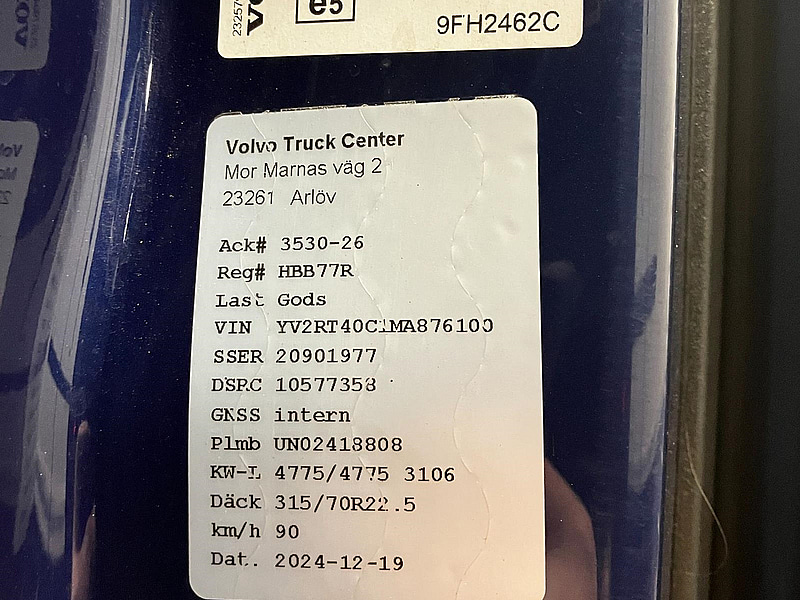 e5
9FH2462C
Volvo Truck Center
Mor Marnas väg 2
23261 Arlöv
Ack# 3530-26
Reg# HBB77R
Last Gods
VIN YV2RT40C1MA876100
SSER 20901977
DSRC 10577358
GNSS intern
Plmb UN02418808
KW-L 4775/4775 3106
Däck 315/70R22.5
km/h 90
Dat. 2024-12-19